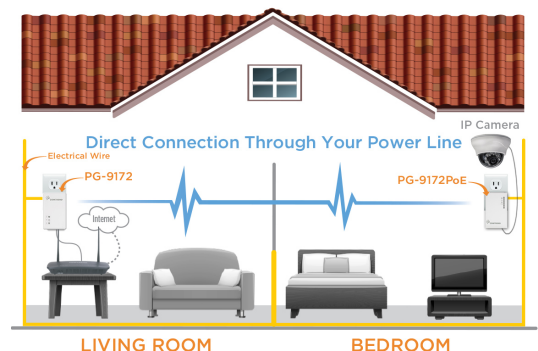 IP Camera
Direct Connection Through Your Power Line
Electrical Wire
PG-9172
PG-9172PoE
Internet
LIVING ROOM
BEDROOM